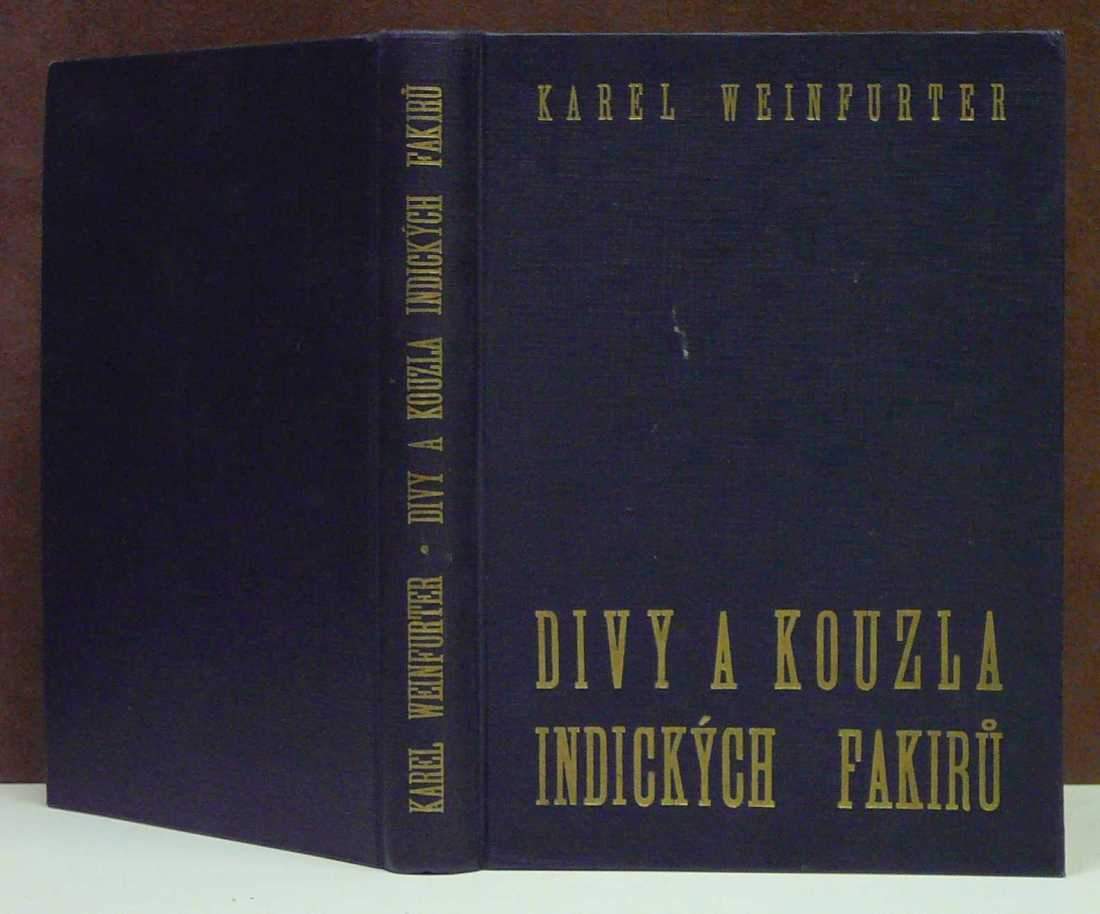 KAREL WEINFURTER • DIVY A KOUZLA INDICKÝCH FAKIRŮ
KAREL WEINFURTER
DIVY A KOUZLA
INDICKÝCH FAKIRŮ